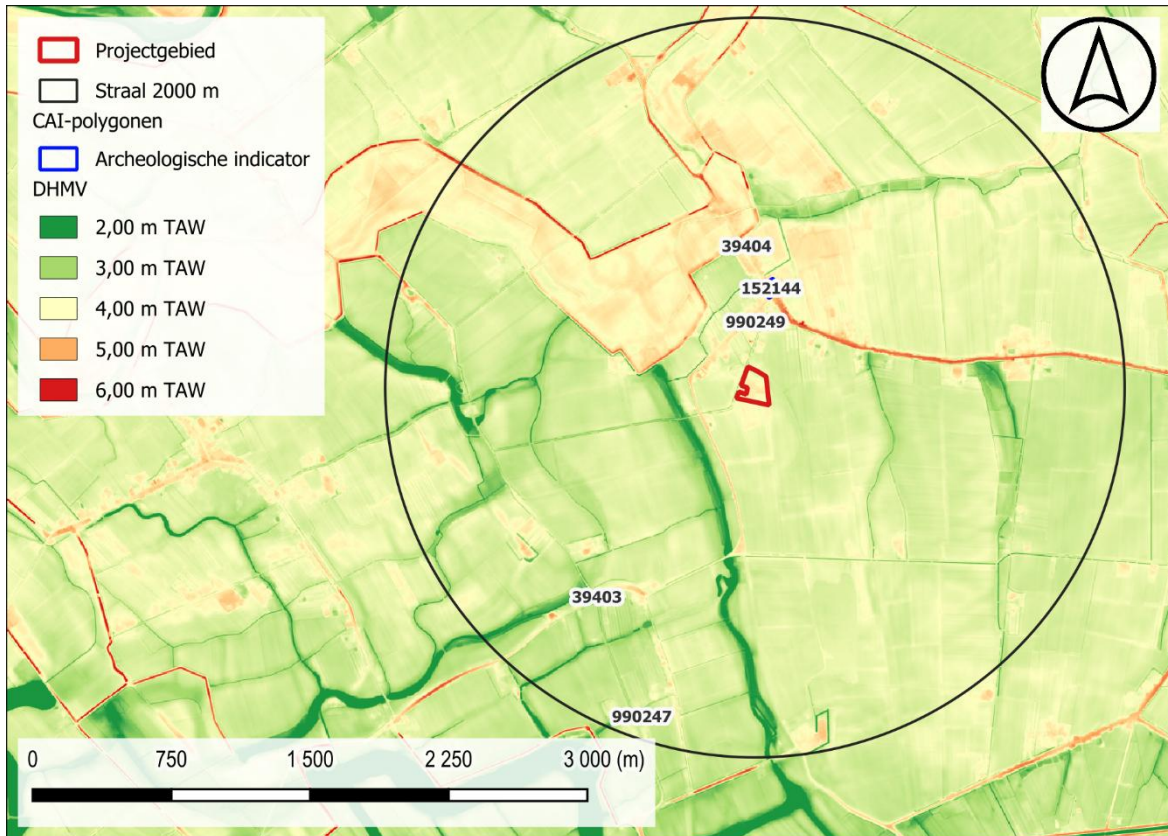 Projectgebied
Straal 2000 m
CAI-polygonen
Archeologische indicator
DHMV
2,00 m TAW
3,00 m TAW
4,00 m TAW
5,00 m TAW
6,00 m TAW
39404
152144
990249
39403
990247
0 750 1 500 2 250 3 000 (m)